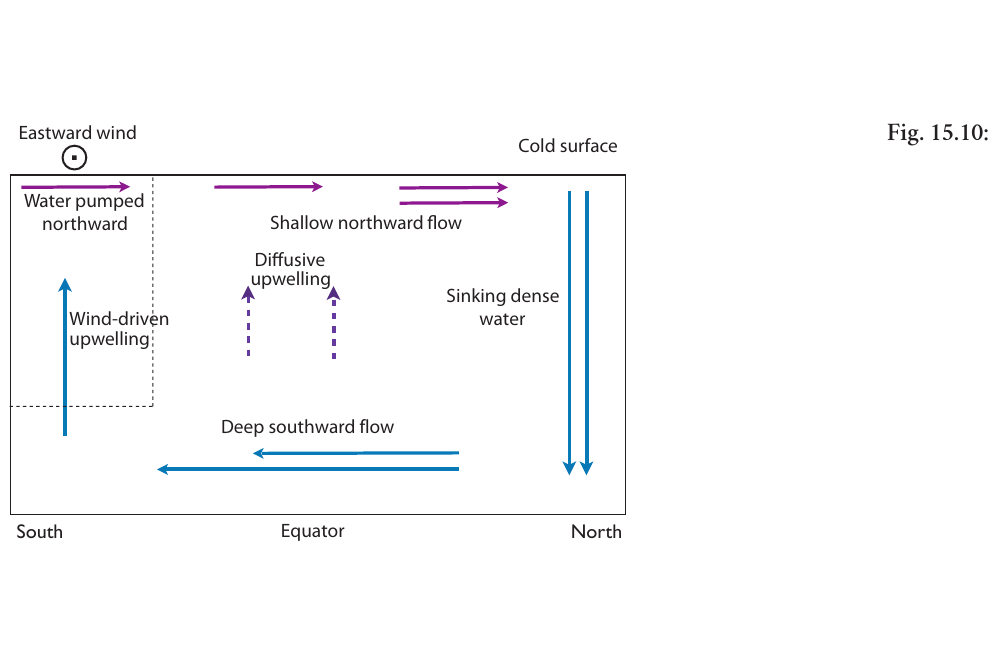 Eastward wind
Cold surface
Fig. 15.10:
Water pumped
northward
Shallow northward flow
Diffusive
upwelling
Sinking dense
water
Wind-driven
upwelling
Deep southward flow
South
Equator
North